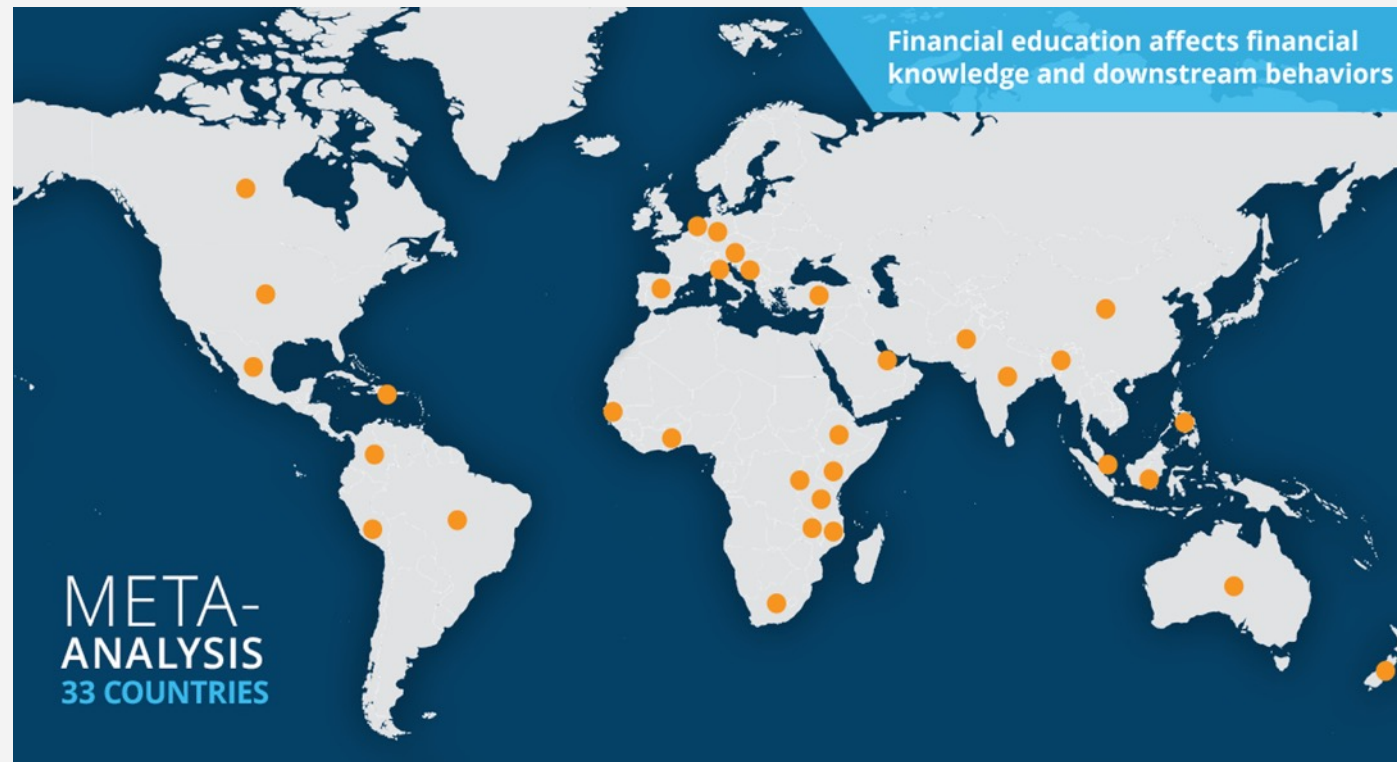 Financial education affects financial
knowledge and downstream behaviors
META-
ANALYSIS
33 COUNTRIES